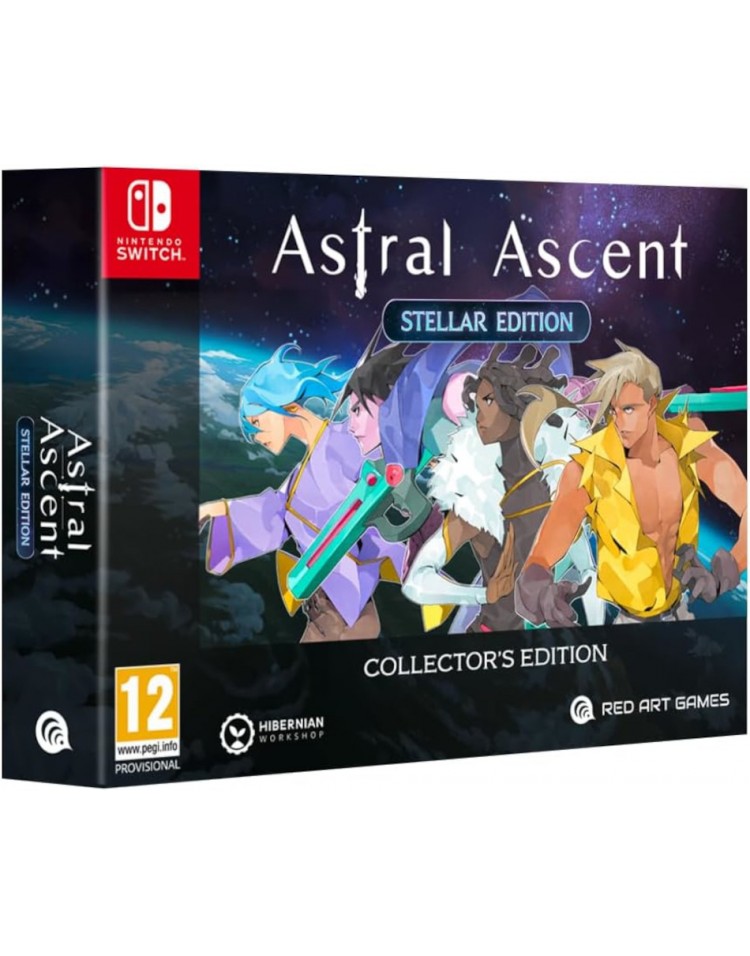 NINTENDO
SWITCH™
Astral Ascent
STELLAR EDITION
Astral
Ascent
STELLAR EDITION
COLLECTOR'S EDITION
12
www.pegi.info
PROVISIONAL
HIBERNIAN
WORKSHOP
RED ART GAMES